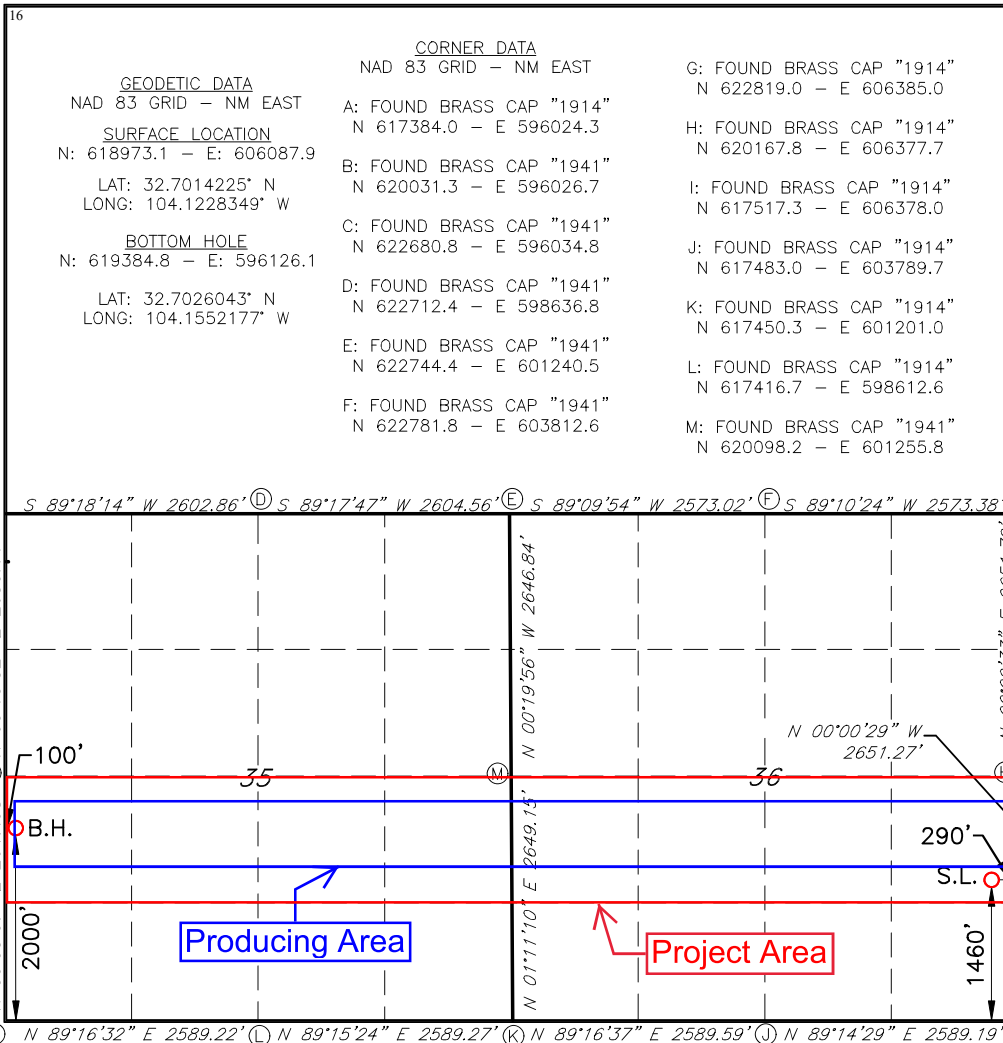 16
GEODETIC DATA
NAD 83 GRID – NM EAST
SURFACE LOCATION
N: 618973.1 – E: 606087.9
LAT: 32.7014225° N
LONG: 104.1228349° W
BOTTOM HOLE
N: 619384.8 – E: 596126.1
LAT: 32.7026043° N
LONG: 104.1552177° W
CORNER DATA
NAD 83 GRID – NM EAST
A: FOUND BRASS CAP "1914"
N 617384.0 – E 596024.3
B: FOUND BRASS CAP "1941"
N 620031.3 – E 596026.7
C: FOUND BRASS CAP "1941"
N 622680.8 – E 596034.8
D: FOUND BRASS CAP "1941"
N 622712.4 – E 598636.8
E: FOUND BRASS CAP "1941"
N 622744.4 – E 601240.5
F: FOUND BRASS CAP "1941"
N 622781.8 – E 603812.6
G: FOUND BRASS CAP "1914"
N 622819.0 – E 606385.0
H: FOUND BRASS CAP "1914"
N 620167.8 – E 606377.7
I: FOUND BRASS CAP "1914"
N 617517.3 – E 606378.0
J: FOUND BRASS CAP "1914"
N 617483.0 – E 603789.7
K: FOUND BRASS CAP "1914"
N 617450.3 – E 601201.0
L: FOUND BRASS CAP "1914"
N 617416.7 – E 598612.6
M: FOUND BRASS CAP "1941"
N 620098.2 – E 601255.8
S 89°18'14" W 2602.86' D S 89°17'47" W 2604.56' E S 89°09'54" W 2573.02' F S 89°10'24" W 2573.38'
N 00°19'56" W 2646.84'
N 00°00'29" W
2651.27'
100'
35
M
36
B.H.
N 01°11'10" E 2649.15'
290'
S.L.
2000'
Producing Area
Project Area
1460'
N 89°16'32" E 2589.22' L N 89°15'24" E 2589.27' K N 89°16'37" E 2589.59' J N 89°14'29" E 2589.19'